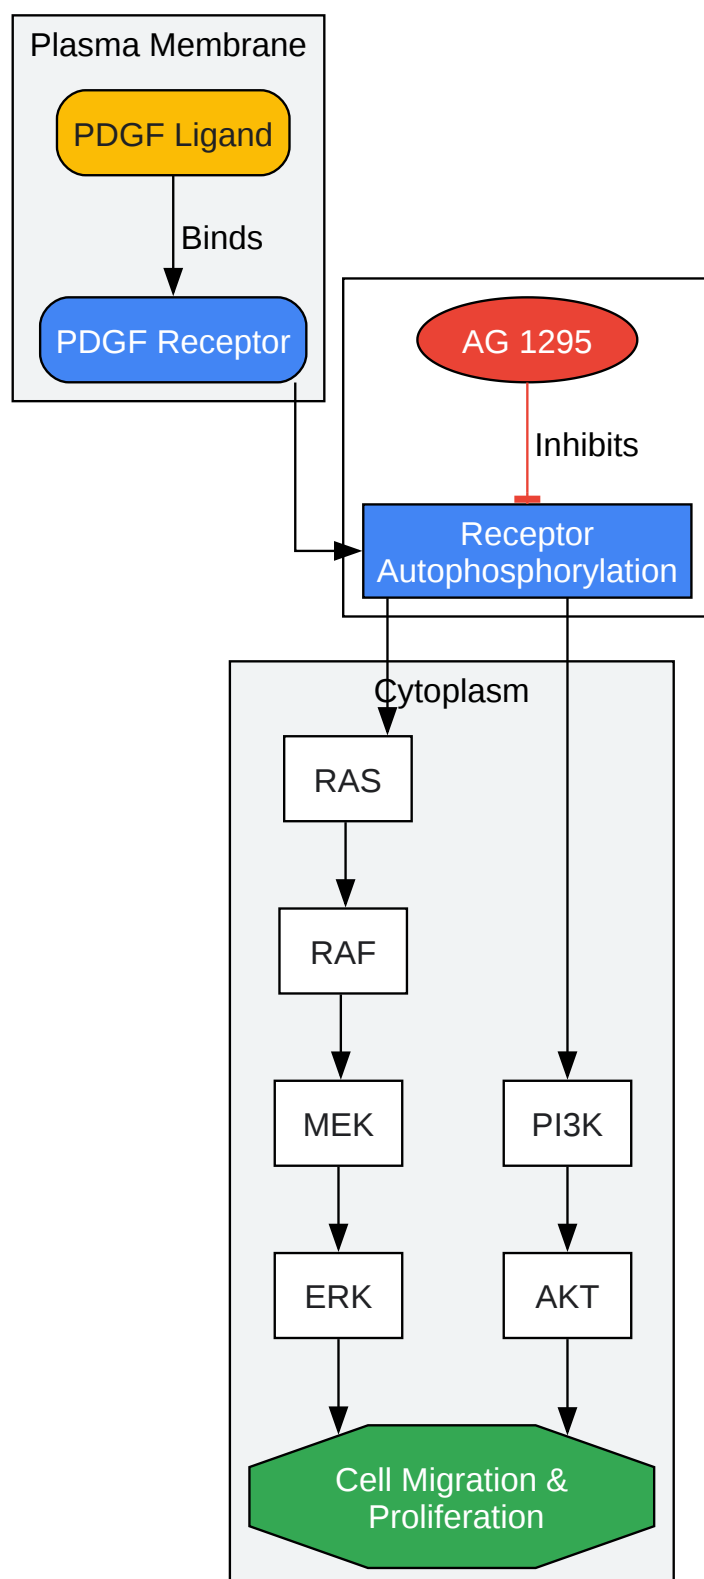 Plasma Membrane
PDGF Ligand
Binds
PDGF Receptor
AG 1295
Inhibits
Receptor
Autophosphorylation
Cytoplasm
RAS
RAF
MEK
PI3K
ERK
AKT
Cell Migration &
Proliferation